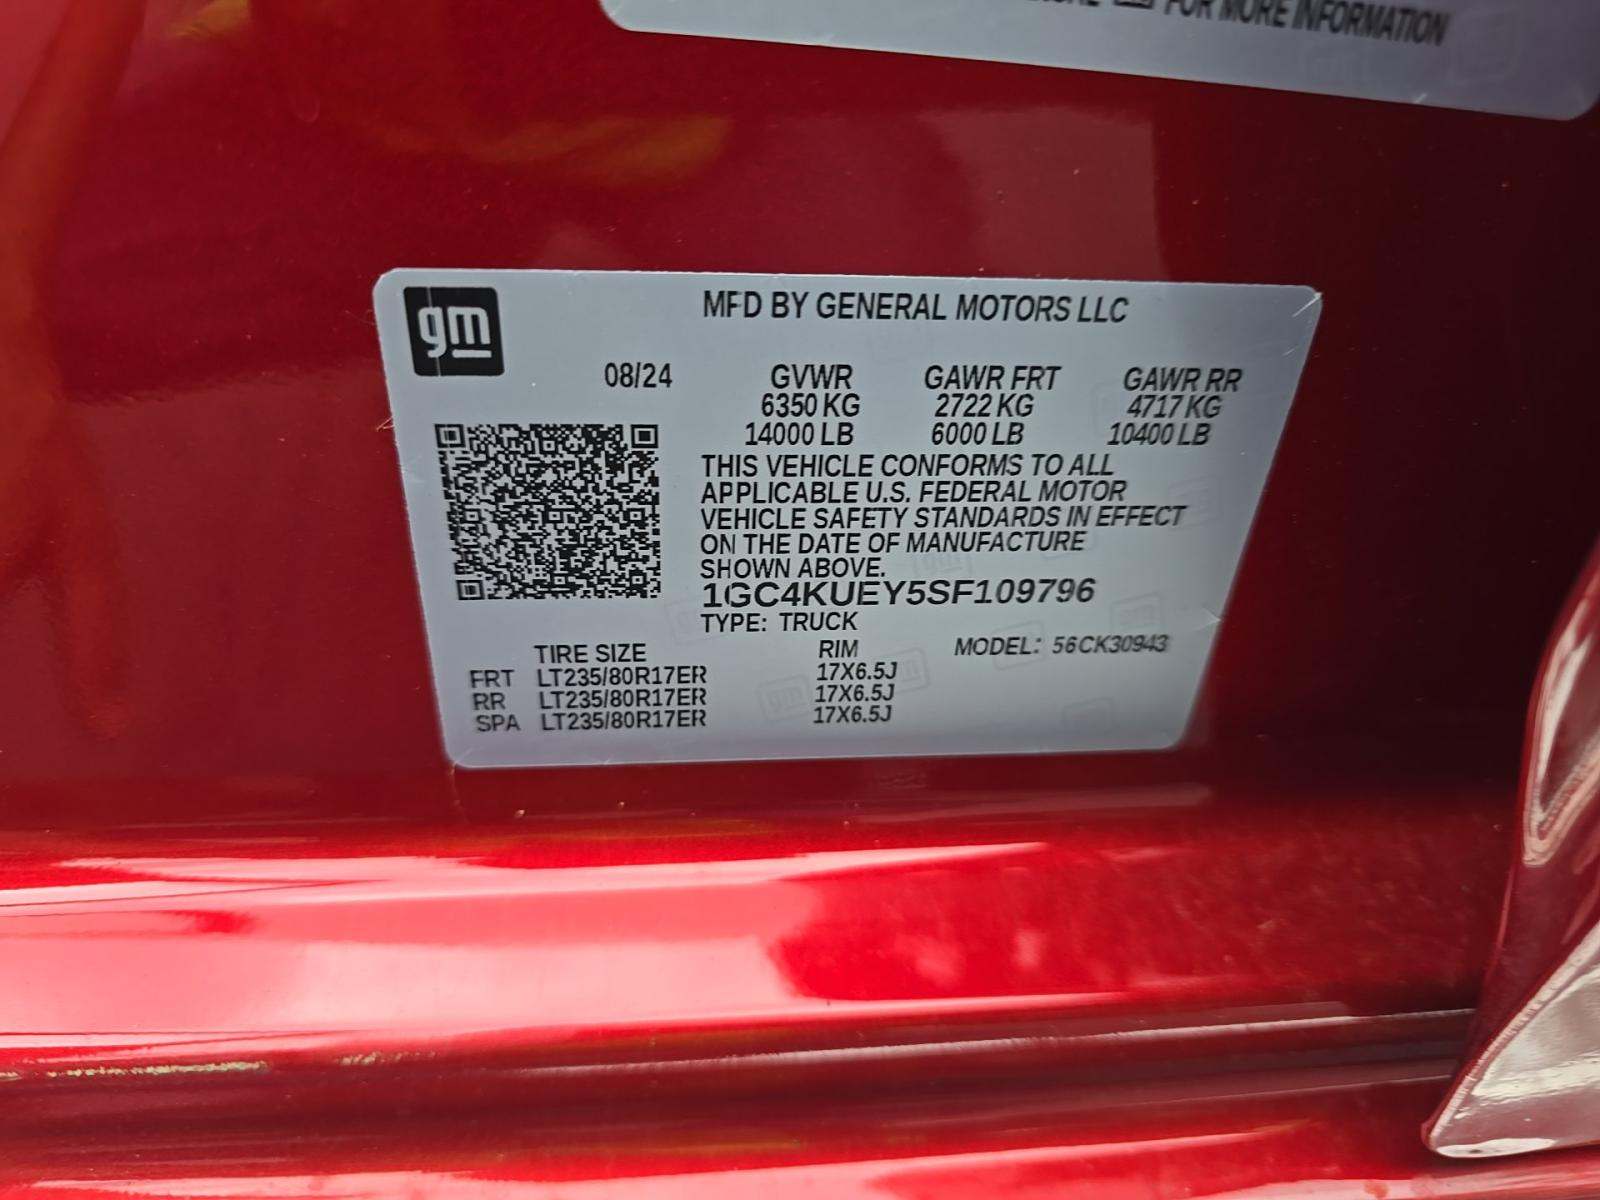 FOR MORE INFORMATION
gm
MFD BY GENERAL MOTORS LLC
08/24 GVWR GAWR FRT GAWR RR
6350 KG 2722 KG 4717 KG
14000 LB 6000 LB 10400 LB
THIS VEHICLE CONFORMS TO ALL
APPLICABLE U.S. FEDERAL MOTOR
VEHICLE SAFETY STANDARDS IN EFFECT
ON THE DATE OF MANUFACTURE
SHOWN ABOVE.
1GC4KUEY5SF109796
TYPE: TRUCK
TIRE SIZE RIM MODEL: 56CK30943
FRT LT235/80R17ER 17X6.5J
RR LT235/80R17ER 17X6.5J
SPA LT235/80R17ER 17X6.5J